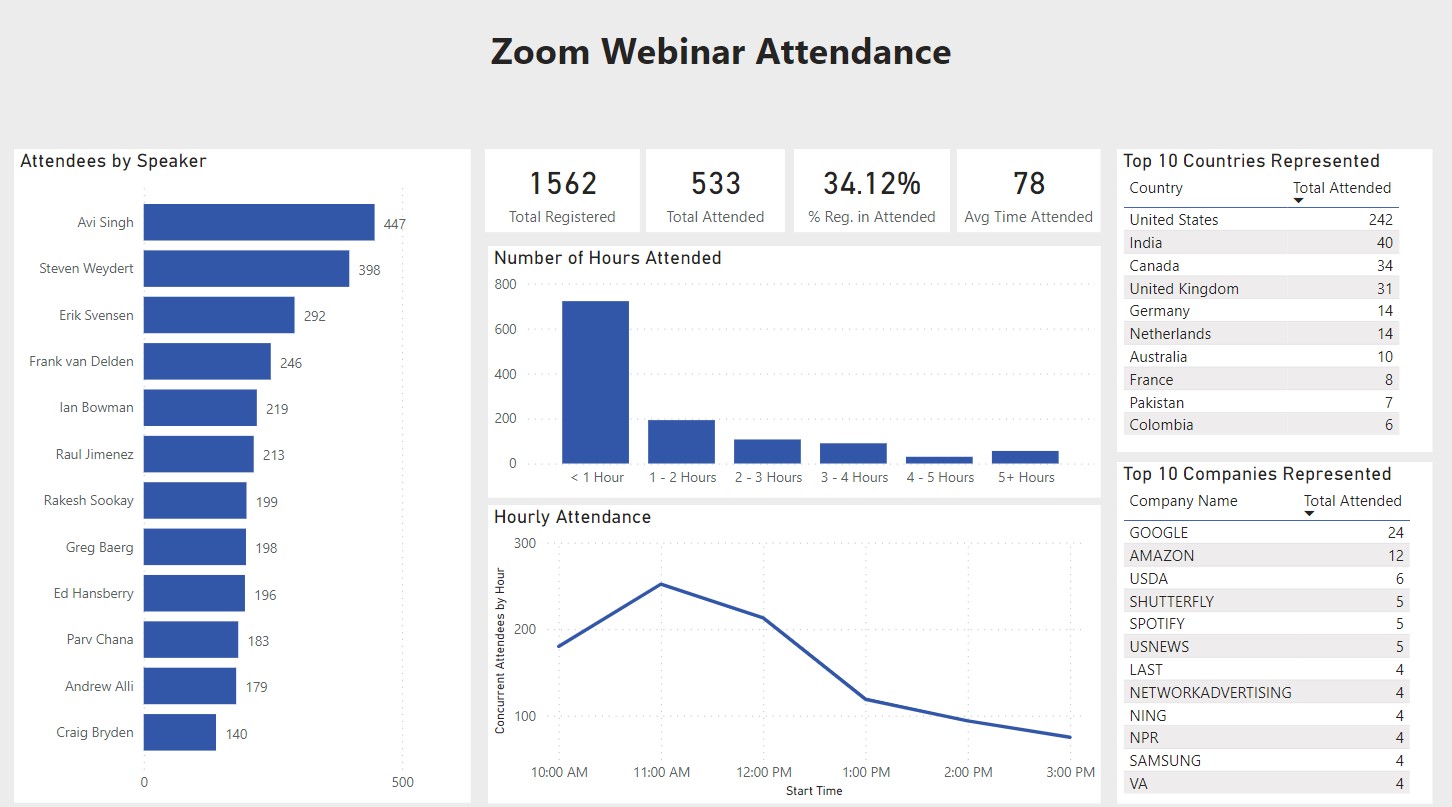 Zoom Webinar Attendance
Attendees by Speaker
Avi Singh 447
Steven Weydert 398
Erik Svensen 292
Frank van Delden 246
Ian Bowman 219
Raul Jimenez 213
Rakesh Sookay 199
Greg Baerg 198
Ed Hansberry 196
Parv Chana 183
Andrew Alli 179
Craig Bryden 140
0 500
1562
Total Registered
533
Total Attended
34.12%
% Reg. in Attended
78
Avg Time Attended
Number of Hours Attended
800
600
400
200
0
< 1 Hour 1 - 2 Hours 2 - 3 Hours 3 - 4 Hours 4 - 5 Hours 5+ Hours
Hourly Attendance
Concurrent Attendees by Hour
300
200
100
10:00 AM 11:00 AM 12:00 PM 1:00 PM 2:00 PM 3:00 PM
Start Time
Top 10 Countries Represented
Country Total Attended
United States 242
India 40
Canada 34
United Kingdom 31
Germany 14
Netherlands 14
Australia 10
France 8
Pakistan 7
Colombia 6
Top 10 Companies Represented
Company Name Total Attended
GOOGLE 24
AMAZON 12
USDA 6
SHUTTERFLY 5
SPOTIFY 5
USNEWS 5
LAST 4
NETWORKADVERTISING 4
NING 4
NPR 4
SAMSUNG 4
VA 4